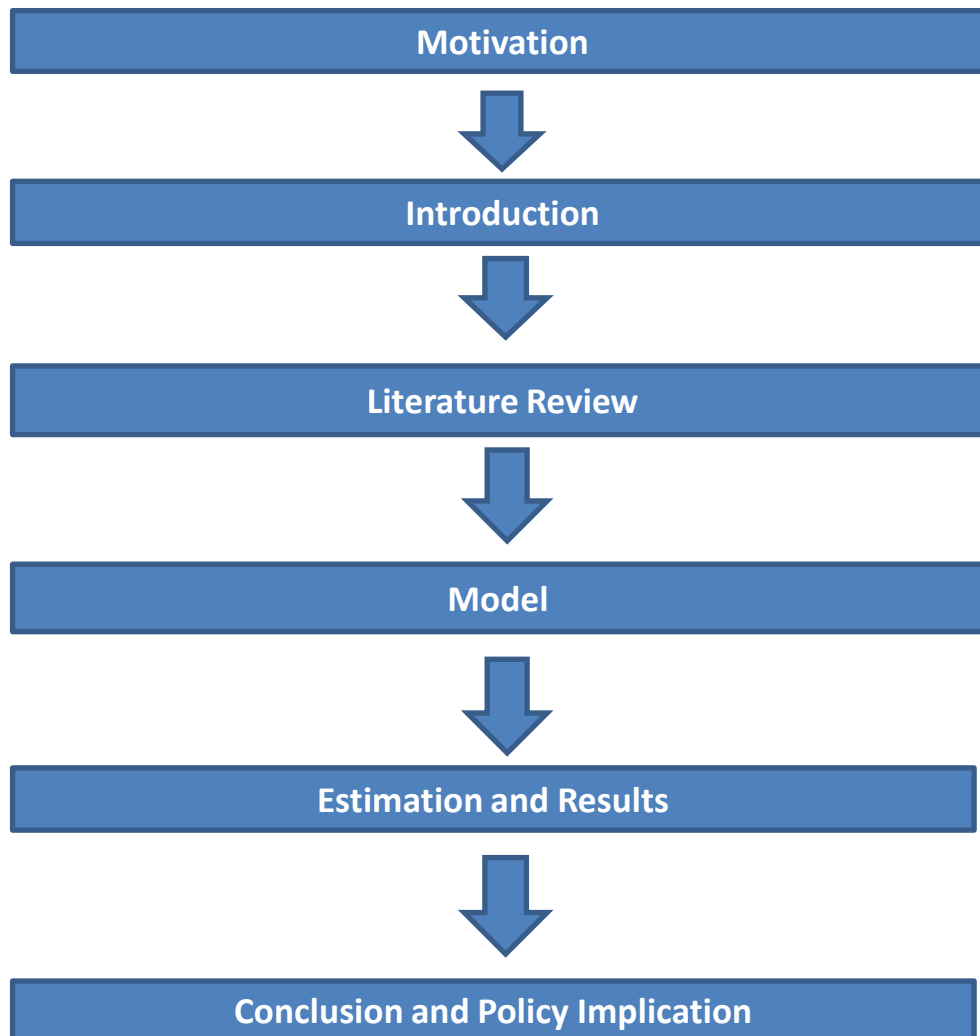 Motivation
Introduction
Literature Review
Model
Estimation and Results
Conclusion and Policy Implication